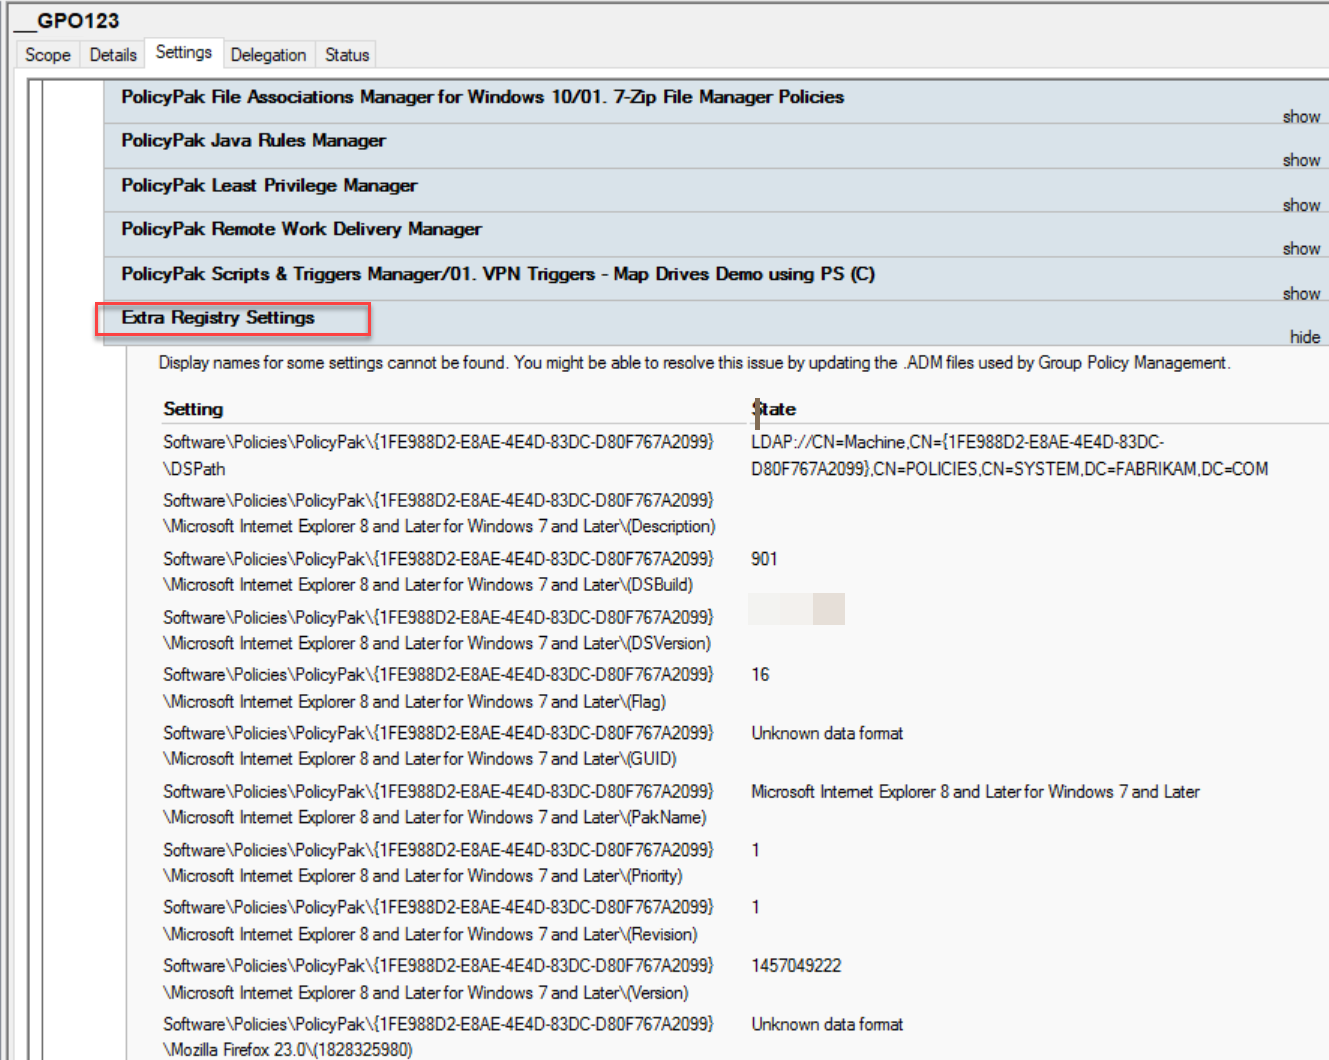 __GPO123
Scope Details Settings Delegation Status
PolicyPak File Associations Manager for Windows 10/01. 7-Zip File Manager Policies
show
PolicyPak Java Rules Manager
show
PolicyPak Least Privilege Manager
show
PolicyPak Remote Work Delivery Manager
show
PolicyPak Scripts & Triggers Manager/01. VPN Triggers - Map Drives Demo using PS (C)
show
Extra Registry Settings
hide
Display names for some settings cannot be found. You might be able to resolve this issue by updating the .ADM files used by Group Policy Management.
Setting State
Software\Policies\PolicyPak\{1FE988D2-E8AE-4E4D-83DC-D80F767A2099} LDAP://CN=Machine,CN={1FE988D2-E8AE-4E4D-83DC-
\DSPath D80F767A2099},CN=POLICIES,CN=SYSTEM,DC=FABRIKAM,DC=COM
Software\Policies\PolicyPak\{1FE988D2-E8AE-4E4D-83DC-D80F767A2099}
\Microsoft Internet Explorer 8 and Later for Windows 7 and Later\(Description)
Software\Policies\PolicyPak\{1FE988D2-E8AE-4E4D-83DC-D80F767A2099} 901
\Microsoft Internet Explorer 8 and Later for Windows 7 and Later\(DSBuild)
Software\Policies\PolicyPak\{1FE988D2-E8AE-4E4D-83DC-D80F767A2099}
\Microsoft Internet Explorer 8 and Later for Windows 7 and Later\(DSVersion)
Software\Policies\PolicyPak\{1FE988D2-E8AE-4E4D-83DC-D80F767A2099} 16
\Microsoft Internet Explorer 8 and Later for Windows 7 and Later\(Flag)
Software\Policies\PolicyPak\{1FE988D2-E8AE-4E4D-83DC-D80F767A2099} Unknown data format
\Microsoft Internet Explorer 8 and Later for Windows 7 and Later\(GUID)
Software\Policies\PolicyPak\{1FE988D2-E8AE-4E4D-83DC-D80F767A2099} Microsoft Internet Explorer 8 and Later for Windows 7 and Later
\Microsoft Internet Explorer 8 and Later for Windows 7 and Later\(PakName)
Software\Policies\PolicyPak\{1FE988D2-E8AE-4E4D-83DC-D80F767A2099} 1
\Microsoft Internet Explorer 8 and Later for Windows 7 and Later\(Priority)
Software\Policies\PolicyPak\{1FE988D2-E8AE-4E4D-83DC-D80F767A2099} 1
\Microsoft Internet Explorer 8 and Later for Windows 7 and Later\(Revision)
Software\Policies\PolicyPak\{1FE988D2-E8AE-4E4D-83DC-D80F767A2099} 1457049222
\Microsoft Internet Explorer 8 and Later for Windows 7 and Later\(Version)
Software\Policies\PolicyPak\{1FE988D2-E8AE-4E4D-83DC-D80F767A2099} Unknown data format
\Mozilla Firefox 23.0\(1828325980)